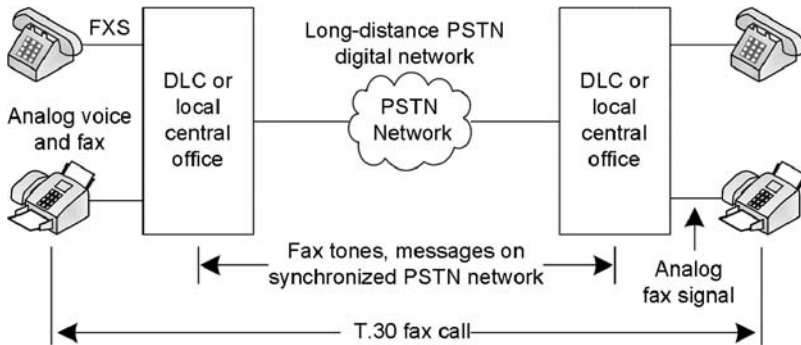 FXS
Long-distance PSTN
digital network
DLC or
local
central
office
PSTN
Network
DLC or
local
central
office
Analog voice
and fax
Fax tones, messages on
synchronized PSTN network
Analog
fax signal
T.30 fax call